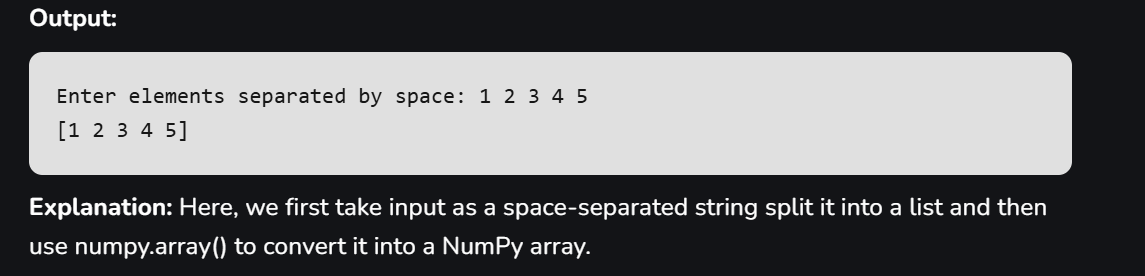 Output:
Enter elements separated by space: 1 2 3 4 5
[1 2 3 4 5]
Explanation: Here, we first take input as a space-separated string split it into a list and then
use numpy.array() to convert it into a NumPy array.